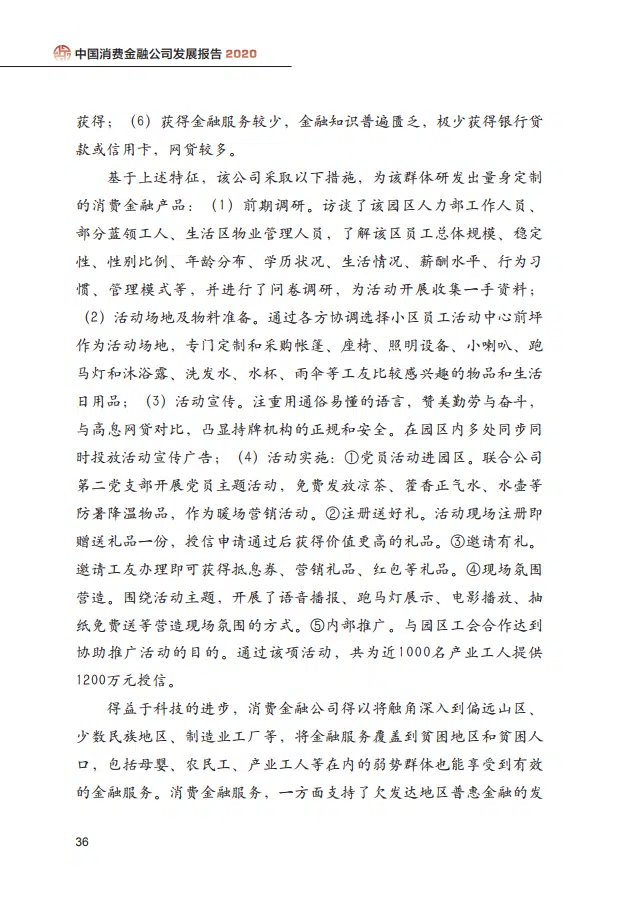 中国消费金融公司发展报告 2020
获得；（6）获得金融服务较少，金融知识普遍匮乏，极少获得银行贷
款或信用卡，网贷较多。
基于上述特征，该公司采取以下措施，为该群体研发出量身定制
的消费金融产品：（1）前期调研。访谈了该园区人力部工作人员、
部分蓝领工人、生活区物业管理人员，了解该区员工总体规模、稳定
性、性别比例、年龄分布、学历状况、生活情况、薪酬水平、行为习
惯、管理模式等，并进行了问卷调研，为活动开展收集一手资料；
（2）活动场地及物料准备。通过各方协调选择小区员工活动中心前坪
作为活动场地，专门定制和采购帐篷、座椅、照明设备、小喇叭、跑
马灯和沐浴露、洗发水、水杯、雨伞等工友比较感兴趣的物品和生活
日用品；（3）活动宣传。注重用通俗易懂的语言，赞美勤劳与奋斗，
与高息网贷对比，凸显持牌机构的正规和安全。在园区内多处同步同
时投放活动宣传广告；（4）活动实施：①党员活动进园区。联合公司
第二党支部开展党员主题活动，免费发放凉茶、藿香正气水、水壶等
防暑降温物品，作为暖场营销活动。②注册送好礼。活动现场注册即
赠送礼品一份，授信申请通过后获得价值更高的礼品。③邀请有礼。
邀请工友办理即可获得抵息券、营销礼品、红包等礼品。④现场氛围
营造。围绕活动主题，开展了语音播报、跑马灯展示、电影播放、抽
纸免费送等营造现场氛围的方式。⑤内部推广。与园区工会合作达到
协助推广活动的目的。通过该项活动，共为近1000名产业工人提供
1200万元授信。
得益于科技的进步，消费金融公司得以将触角深入到偏远山区、
少数民族地区、制造业工厂等，将金融服务覆盖到贫困地区和贫困人
口，包括母婴、农民工、产业工人等在内的弱势群体也能享受到有效
的金融服务。消费金融服务，一方面支持了欠发达地区普惠金融的发
36